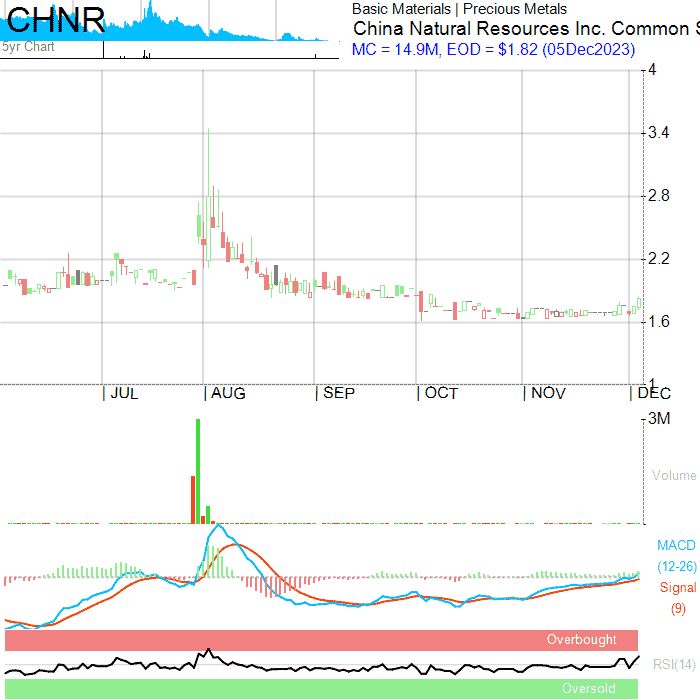 CHNR
5yr Chart
Basic Materials | Precious Metals
China Natural Resources Inc. Common S
MC = 14.9M, EOD = $1.82 (05Dec2023)
4
3.4
2.8
2.2
1.6
1
JUL
AUG
SEP
OCT
NOV
DEC
3M
Volume
MACD
(12-26)
Signal
(9)
Overbought
RSI(14)
Oversold